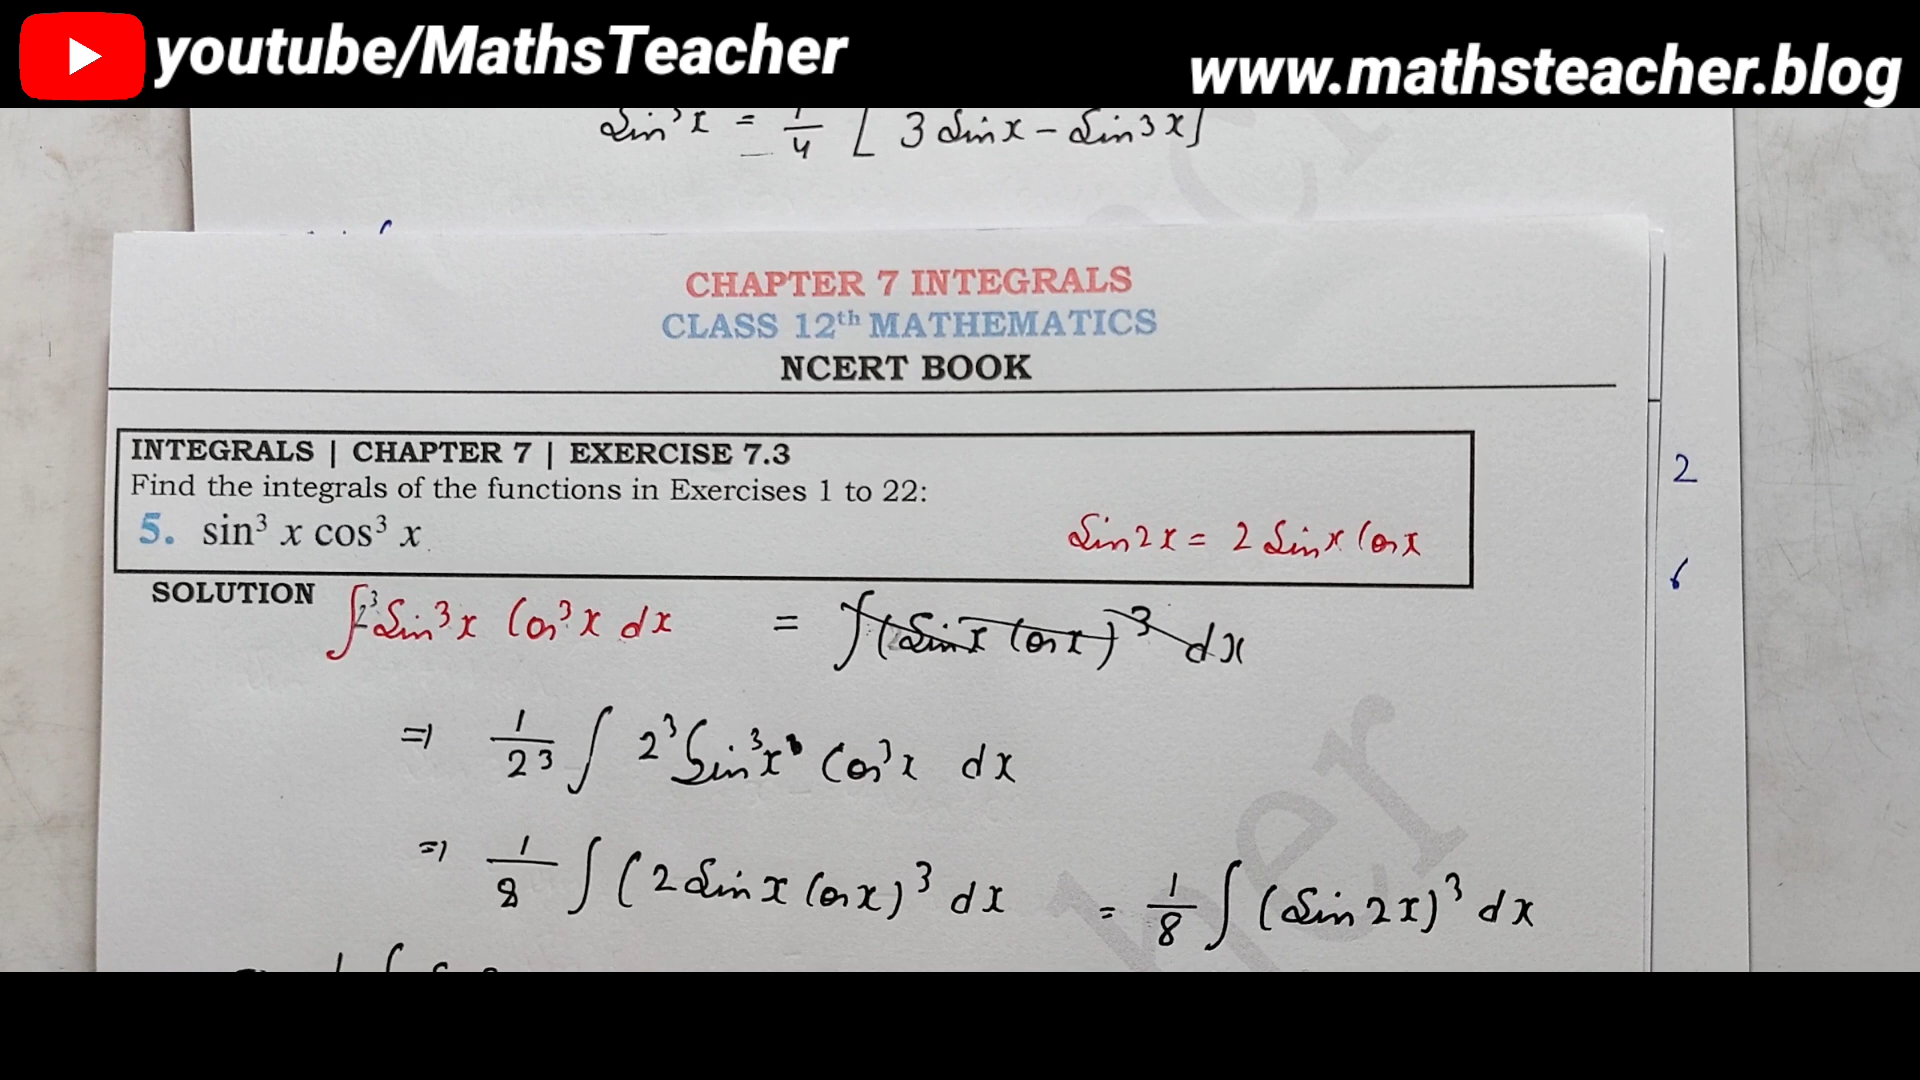 youtube/MathsTeacher
www.mathsteacher.blog
Sin³x = 1/4 [ 3 Sin x - Sin 3x ]
CHAPTER 7 INTEGRALS
CLASS 12th MATHEMATICS
NCERT BOOK
INTEGRALS | CHAPTER 7 | EXERCISE 7.3
Find the integrals of the functions in Exercises 1 to 22:
5. sin³ x cos³ x
Sin 2x = 2 Sin x Cos x
2
6
SOLUTION ∫ 2³ Sin³x Cos³x dx = ∫ (Sin x Cos x)³ dx
⇒ 1/2³ ∫ 2³ Sin³x Cos³x dx
⇒ 1/8 ∫ (2 Sin x Cos x)³ dx = 1/8 ∫ (Sin 2x)³ dx